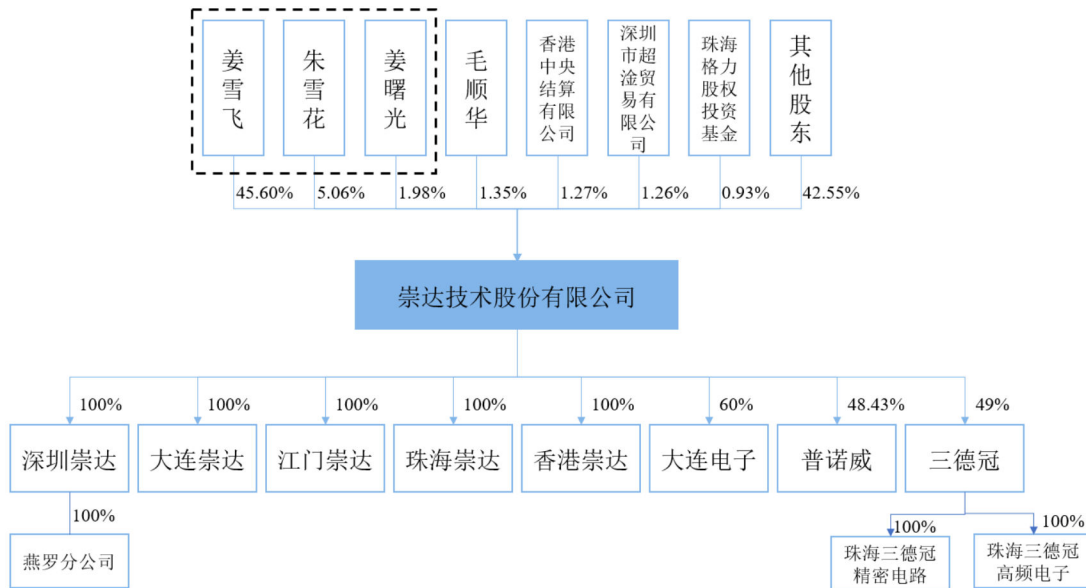 姜雪飞
朱雪花
姜曙光
毛顺华
香港
中央
结算
有限
公司
深圳
市超
淦贸
易有
限公
司
珠海
格力
股权
投资
基金
其他股东
45.60%
5.06%
1.98%
1.35%
1.27%
1.26%
0.93%
42.55%
崇达技术股份有限公司
100%
100%
100%
100%
100%
60%
48.43%
49%
深圳崇达
大连崇达
江门崇达
珠海崇达
香港崇达
大连电子
普诺威
三德冠
100%
100%
100%
燕罗分公司
珠海三德冠
精密电路
珠海三德冠
高频电子